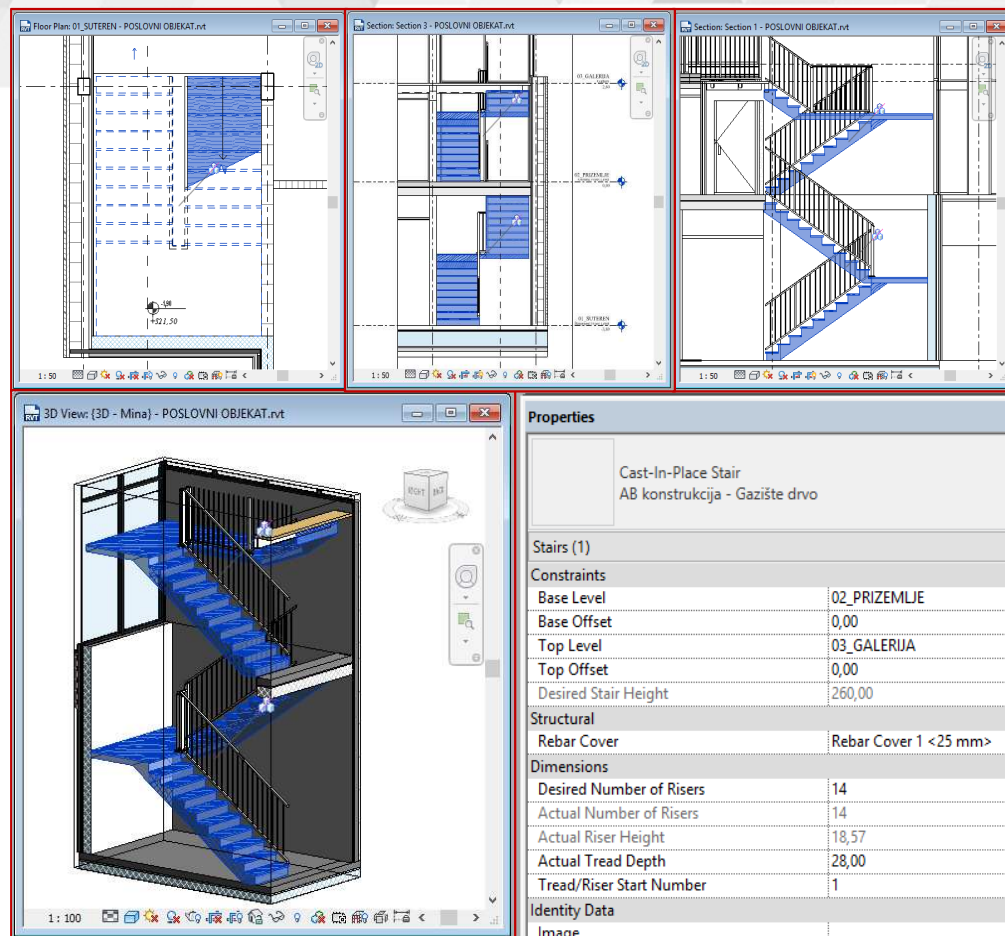 Floor Plan: 01_SUTEREN - POSLOVNI OBJEKAT.rvt
+321,50
1 : 50
Section: Section 3 - POSLOVNI OBJEKAT.rvt
03_GALERIJA
02_PRIZEMLJE
01_SUTEREN
1 : 50
Section: Section 1 - POSLOVNI OBJEKAT.rvt
1 : 50
3D View: {3D - Mina} - POSLOVNI OBJEKAT.rvt
RIGHT
1 : 100
Properties
Cast-In-Place Stair
AB konstrukcija - Gazište drvo
Stairs (1)
Constraints
Base Level 02_PRIZEMLJE
Base Offset 0,00
Top Level 03_GALERIJA
Top Offset 0,00
Desired Stair Height 260,00
Structural
Rebar Cover Rebar Cover 1 <25 mm>
Dimensions
Desired Number of Risers 14
Actual Number of Risers 14
Actual Riser Height 18,57
Actual Tread Depth 28,00
Tread/Riser Start Number 1
Identity Data
Image